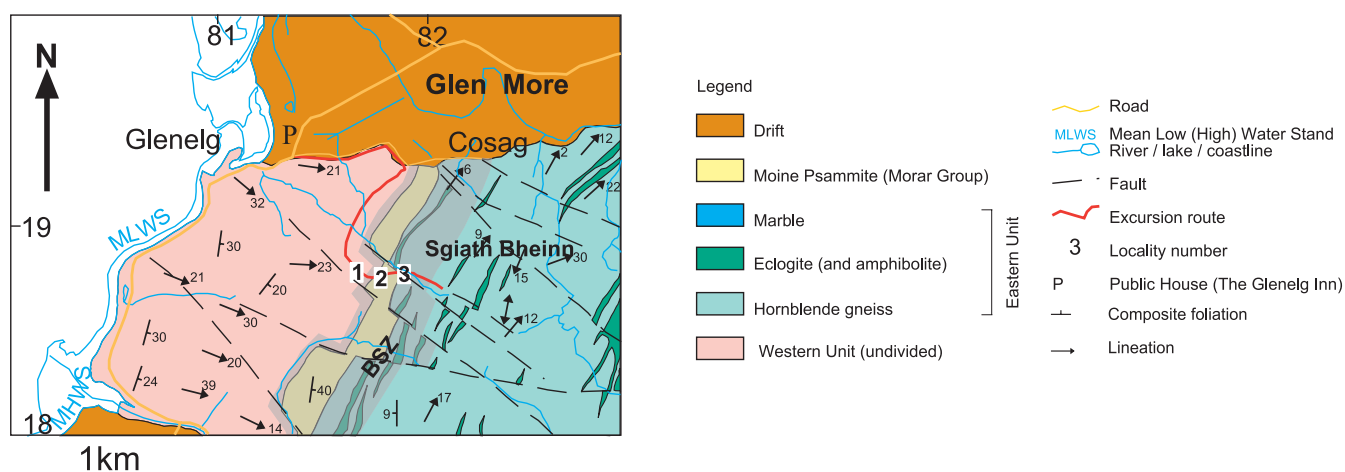 81
82
N
Glen More
Glenelg
P
Cosag
12
2
6
21
22
32
19
MLWS
30
9
Sgiath Bheinn
30
23
1
2
3
15
21
20
30
12
30
BSZ
20
24
39
40
17
9
MHWS
14
18
1km
Legend
Drift
Moine Psammite (Morar Group)
Marble
Eclogite (and amphibolite)
Hornblende gneiss
Western Unit (undivided)
Eastern Unit
Road
MLWS Mean Low (High) Water Stand
River / lake / coastline
Fault
Excursion route
3 Locality number
P Public House (The Glenelg Inn)
Composite foliation
Lineation